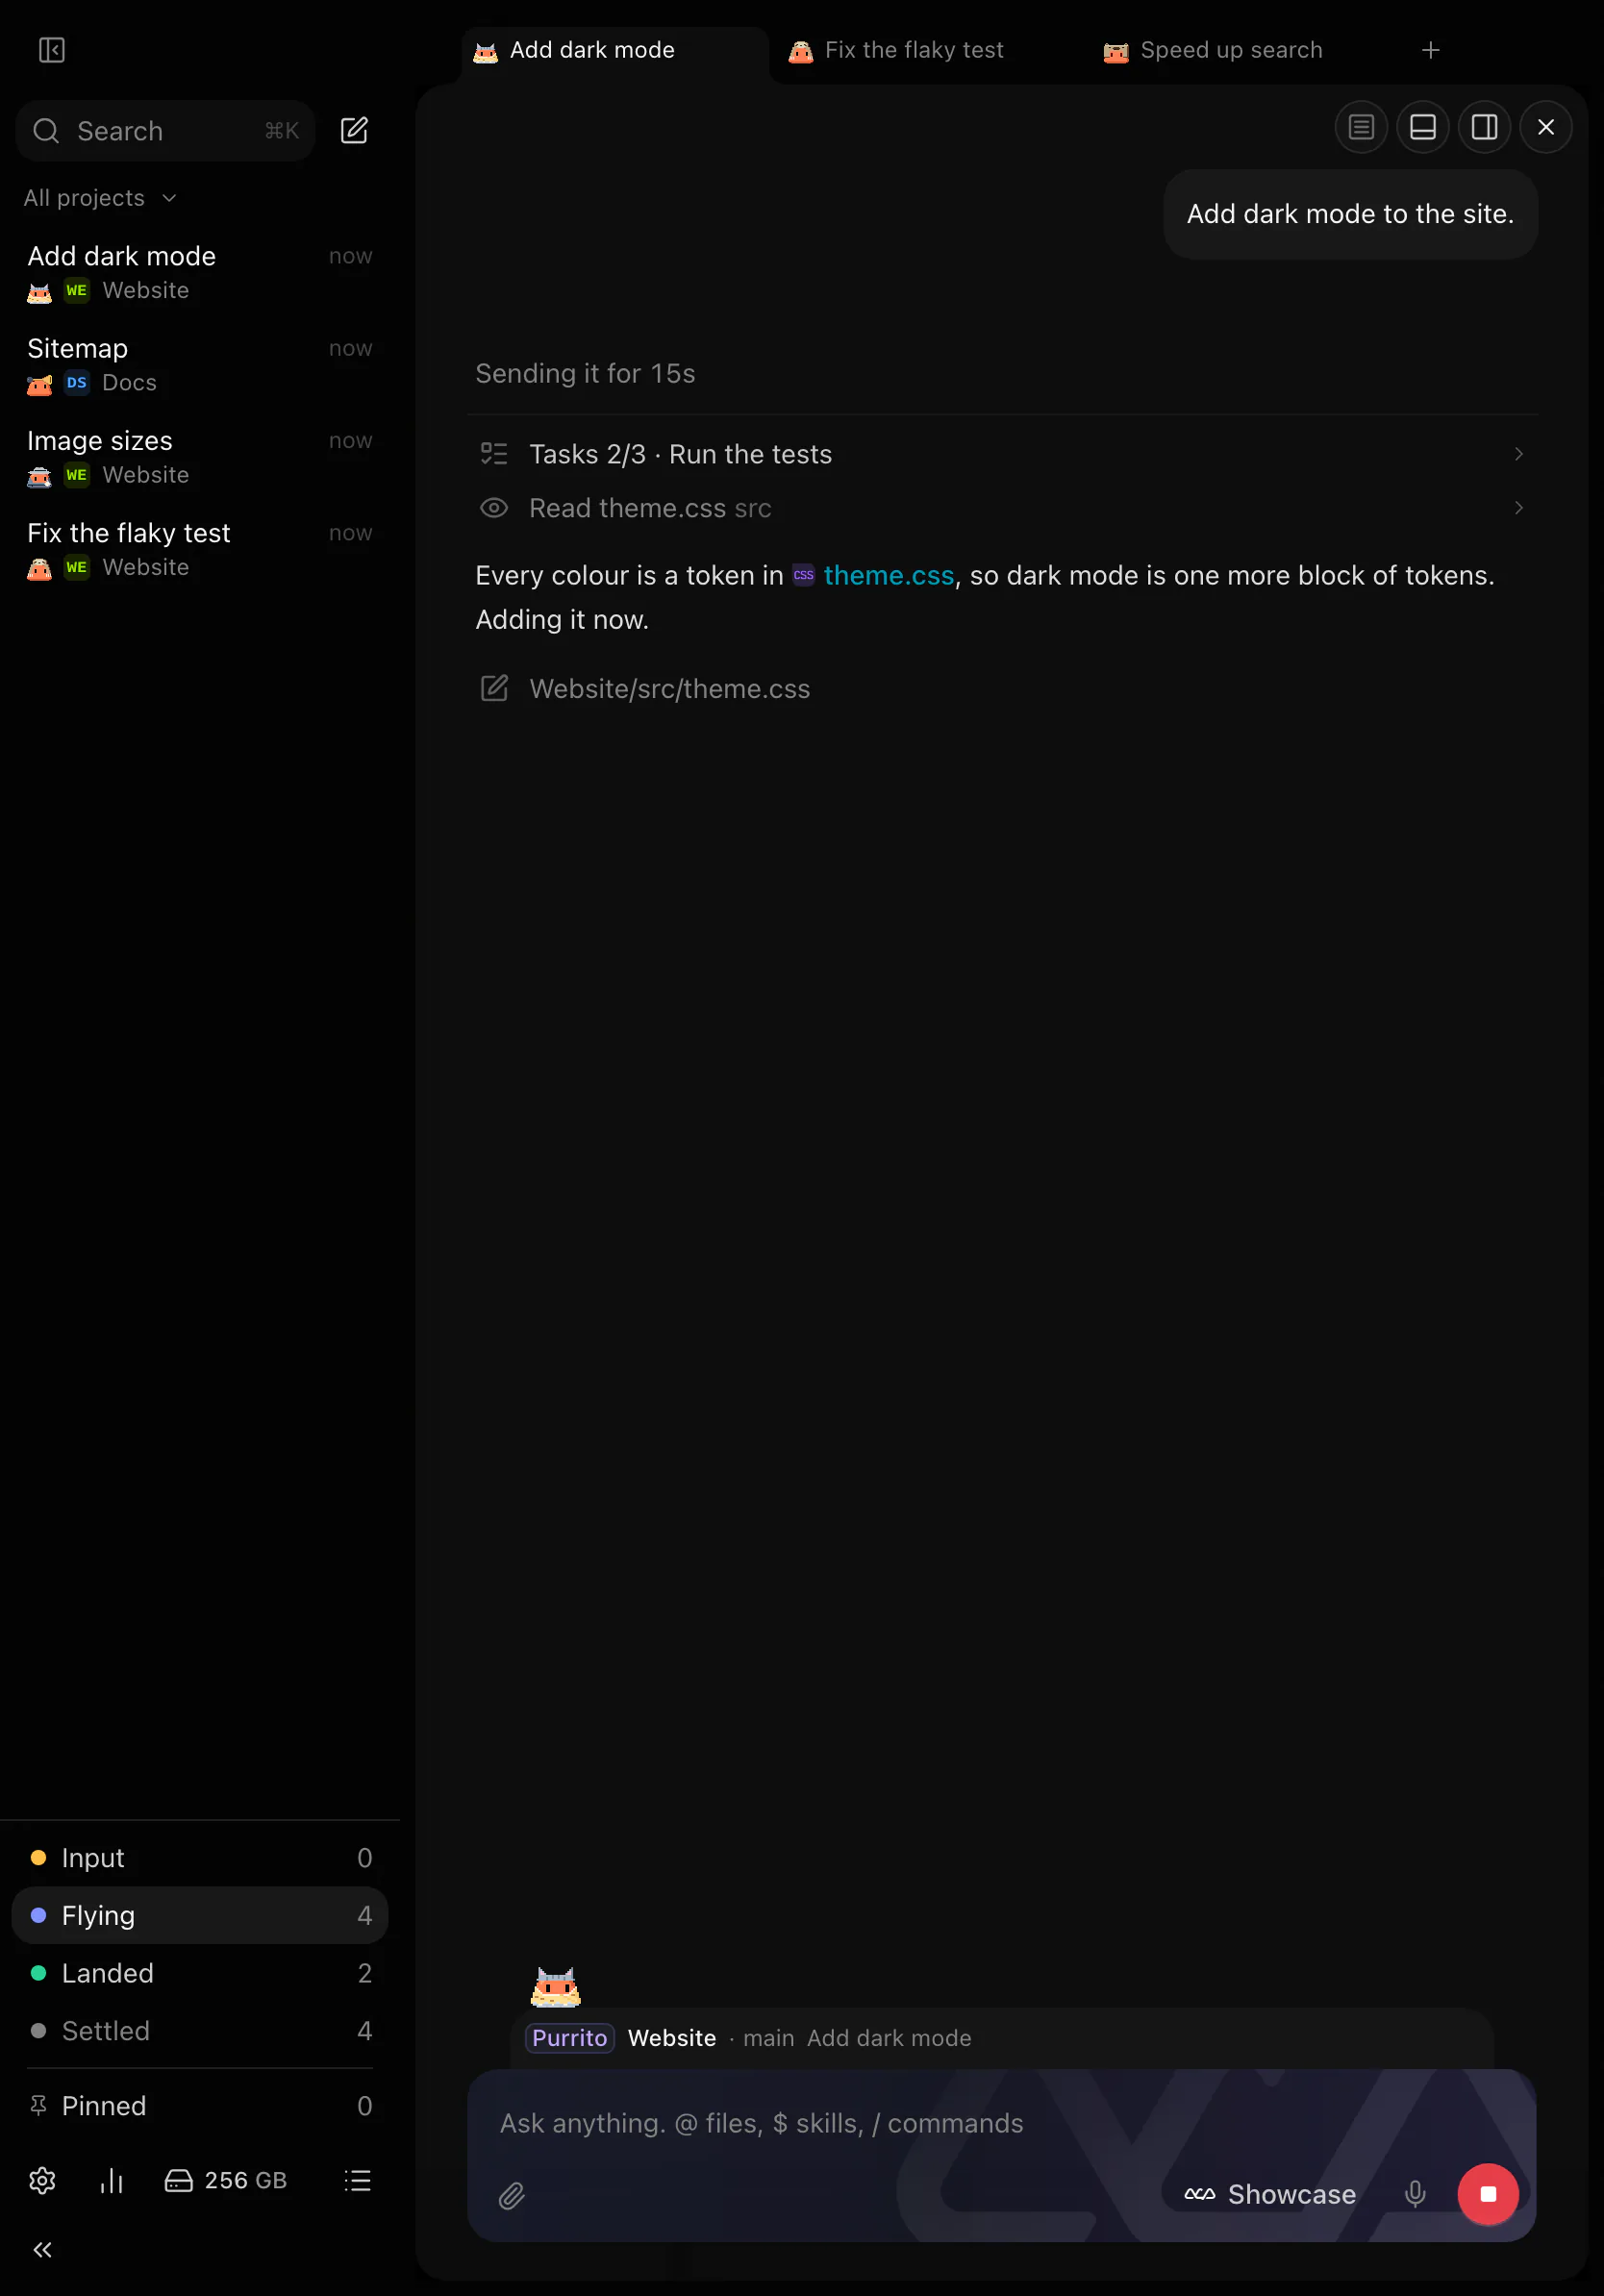 Add dark mode
Fix the flaky test
Speed up search
Search ⌘K
All projects
Add dark mode now
WE Website
Sitemap now
DS Docs
Image sizes now
WE Website
Fix the flaky test now
WE Website
Input 0
Flying 4
Landed 2
Settled 4
Pinned 0
256 GB
Add dark mode to the site.
Sending it for 15s
Tasks 2/3 · Run the tests
Read theme.css src
Every colour is a token in CSS theme.css, so dark mode is one more block of tokens.
Adding it now.
Website/src/theme.css
Purrito Website · main Add dark mode
Ask anything. @ files, $ skills, / commands
Showcase